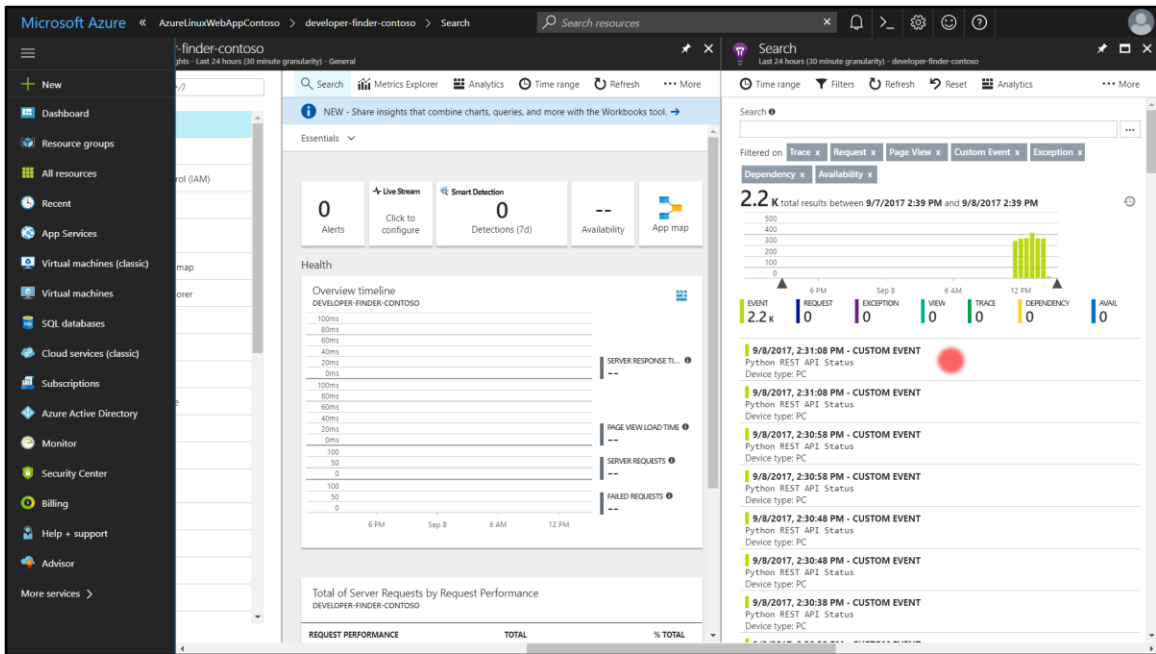 Microsoft Azure « AzureLinuxWebAppContoso > developer-finder-contoso > Search
Search resources
New
Dashboard
Resource groups
All resources
Recent
App Services
Virtual machines (classic)
Virtual machines
SQL databases
Cloud services (classic)
Subscriptions
Azure Active Directory
Monitor
Security Center
Billing
Help + support
Advisor
More services >
r-finder-contoso
ghts - Last 24 hours (30 minute granularity) - General
+/)
rol (IAM)
map
orer
Search Metrics Explorer Analytics Time range Refresh ••• More
NEW - Share insights that combine charts, queries, and more with the Workbooks tool. →
Essentials
0
Alerts
Live Stream
Click to
configure
Smart Detection
0
Detections (7d)
--
Availability
App map
Health
Overview timeline
DEVELOPER-FINDER-CONTOSO
100ms
80ms
60ms
40ms
20ms
0ms
SERVER RESPONSE TI...
--
100ms
80ms
60ms
40ms
20ms
0ms
PAGE VIEW LOAD TIME
--
100
50
0
SERVER REQUESTS
--
100
50
0
FAILED REQUESTS
--
6 PM Sep 8 6 AM 12 PM
Total of Server Requests by Request Performance
DEVELOPER-FINDER-CONTOSO
REQUEST PERFORMANCE TOTAL % TOTAL
Search
Last 24 hours (30 minute granularity) - developer-finder-contoso
Time range Filters Refresh Reset Analytics ••• More
Search
...
Filtered on Trace x Request x Page View x Custom Event x Exception x
Dependency x Availability x
2.2 K total results between 9/7/2017 2:39 PM and 9/8/2017 2:39 PM
500
400
300
200
100
0
6 PM Sep 8 6 AM 12 PM
EVENT REQUEST EXCEPTION VIEW TRACE DEPENDENCY AVAIL
2.2 K 0 0 0 0 0 0
9/8/2017, 2:31:08 PM - CUSTOM EVENT
Python REST API Status
Device type: PC
9/8/2017, 2:31:08 PM - CUSTOM EVENT
Python REST API Status
Device type: PC
9/8/2017, 2:30:58 PM - CUSTOM EVENT
Python REST API Status
Device type: PC
9/8/2017, 2:30:58 PM - CUSTOM EVENT
Python REST API Status
Device type: PC
9/8/2017, 2:30:48 PM - CUSTOM EVENT
Python REST API Status
Device type: PC
9/8/2017, 2:30:48 PM - CUSTOM EVENT
Python REST API Status
Device type: PC
9/8/2017, 2:30:38 PM - CUSTOM EVENT
Python REST API Status
Device type: PC